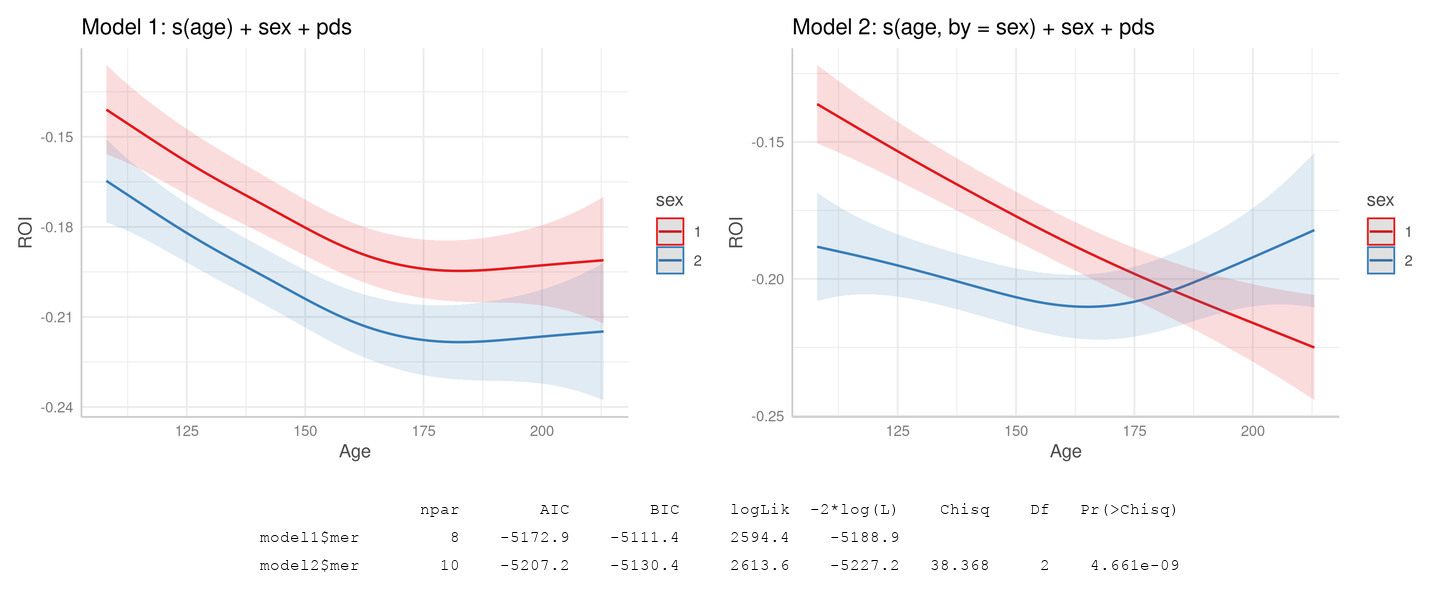 Model 1: s(age) + sex + pds
-0.15
-0.18
-0.21
-0.24
ROI
125 150 175 200
Age
sex
1
2
Model 2: s(age, by = sex) + sex + pds
-0.15
-0.20
-0.25
ROI
125 150 175 200
Age
sex
1
2
npar AIC BIC logLik -2*log(L) Chisq Df Pr(>Chisq)
model1$mer 8 -5172.9 -5111.4 2594.4 -5188.9
model2$mer 10 -5207.2 -5130.4 2613.6 -5227.2 38.368 2 4.661e-09